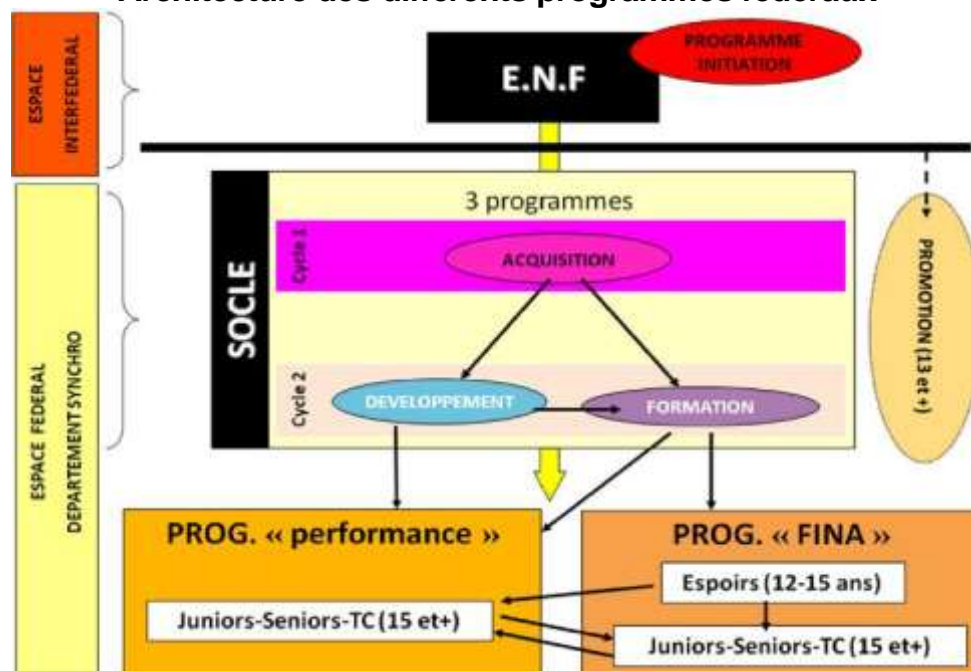 Architecture des différents programmes fédéraux
ESPACE
INTERFEDERAL
E.N.F
PROGRAMME
INITIATION
ESPACE FEDERAL
DEPARTEMENT SYNCHRO
SOCLE
3 programmes
Cycle 1
ACQUISITION
Cycle 2
DEVELOPPEMENT
FORMATION
PROMOTION (13 et+)
PROG. « performance »
Juniors-Seniors-TC (15 et+)
PROG. « FINA »
Espoirs (12-15 ans)
Juniors-Seniors-TC (15 et+)